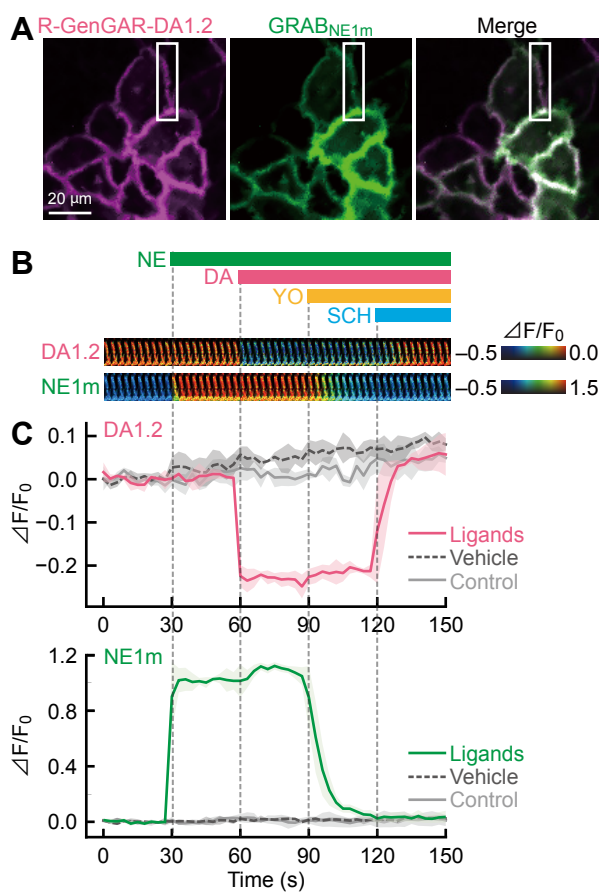 A
R-GenGAR-DA1.2
GRAB_NE1m
Merge
20 µm
B
NE
DA
YO
SCH
⊿F/F₀
DA1.2
−0.5
0.0
NE1m
−0.5
1.5
C
DA1.2
0.1
0.0
−0.1
−0.2
⊿F/F₀
Ligands
Vehicle
Control
0 30 60 90 120 150
NE1m
1.2
0.8
0.4
0.0
⊿F/F₀
Ligands
Vehicle
Control
0 30 60 90 120 150
Time (s)